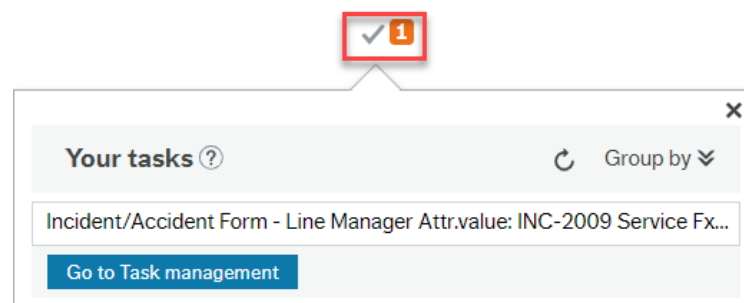 1
Your tasks ?
Group by
Incident/Accident Form - Line Manager Attr.value: INC-2009 Service Fx...
Go to Task management